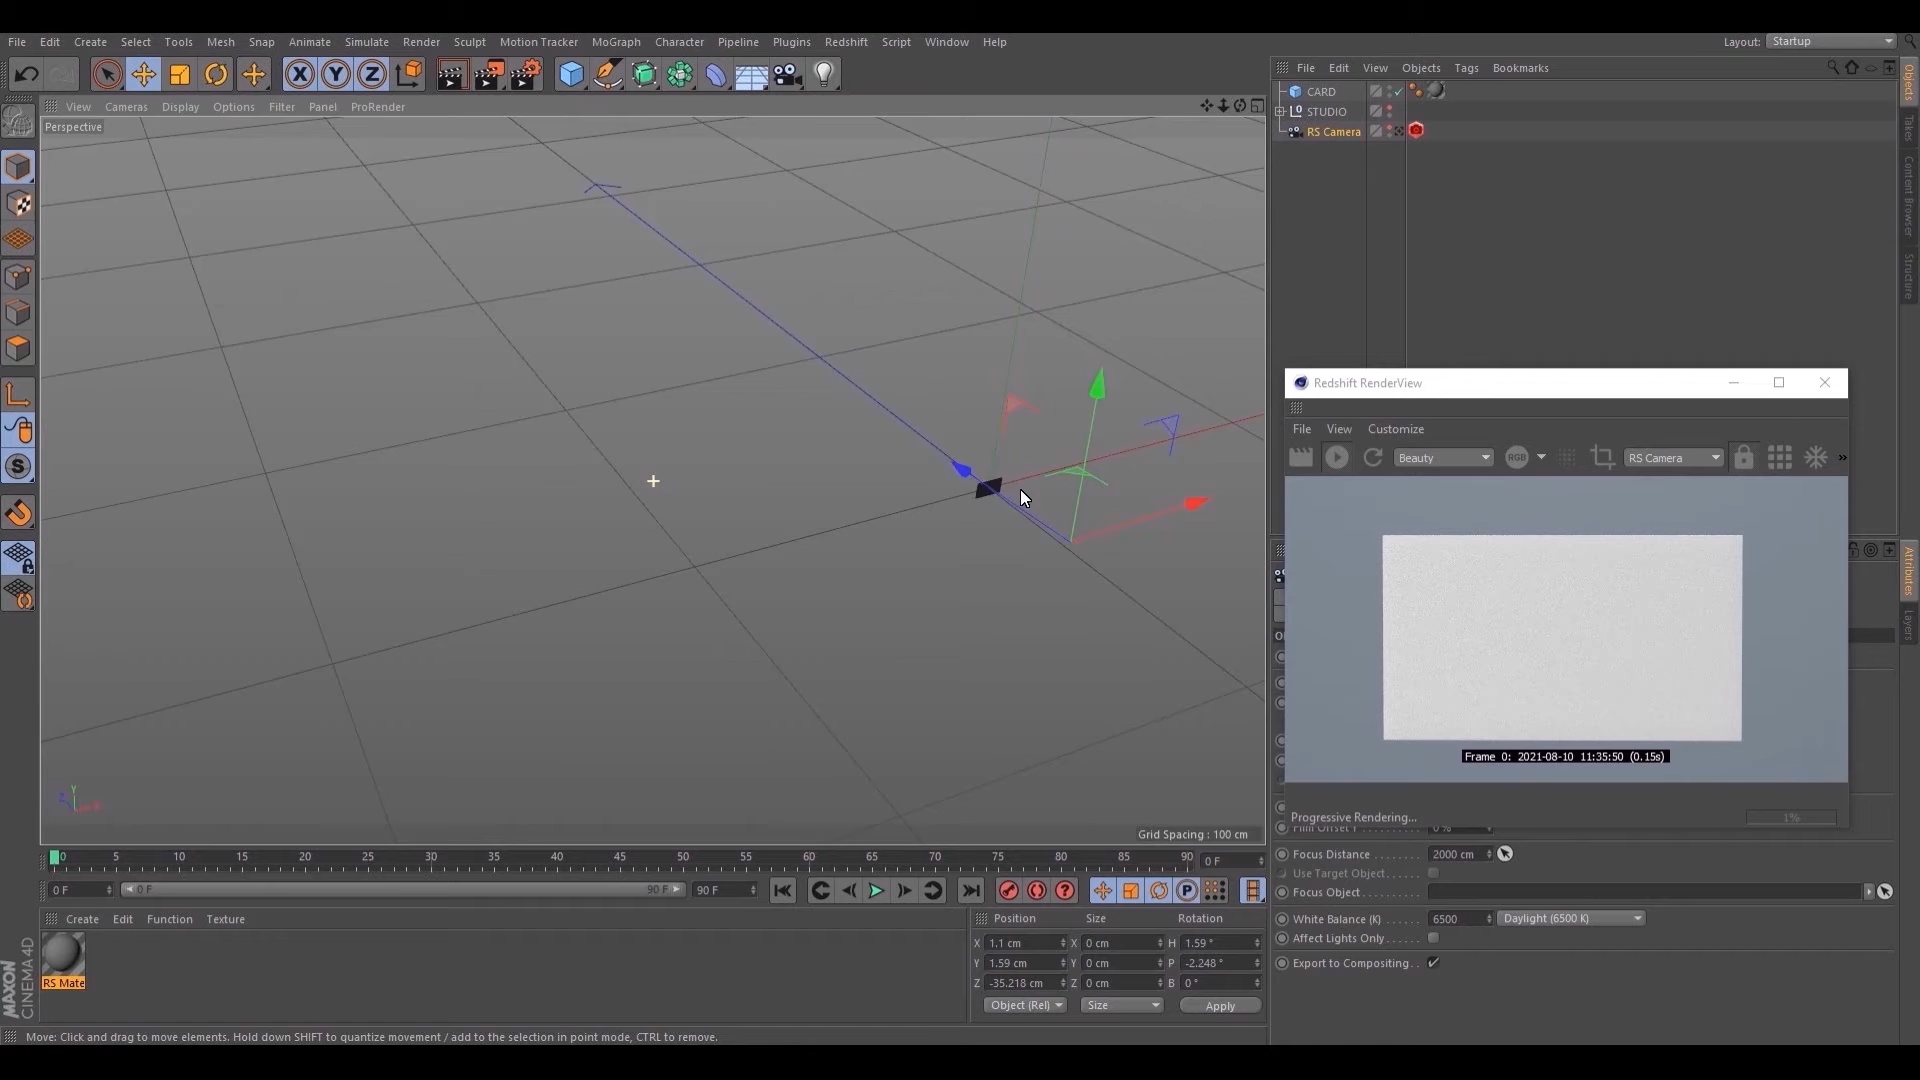 File Edit Create Select Tools Mesh Snap Animate Simulate Render Sculpt Motion Tracker MoGraph Character Pipeline Plugins Redshift Script Window Help
Layout: Startup
X Y Z
File Edit View Objects Tags Bookmarks
View Cameras Display Options Filter Panel ProRender
Perspective
CARD
STUDIO
RS Camera
Objects
Takes
Content Browser
Structure
Redshift RenderView
File View Customize
Beauty RGB RS Camera »
Frame 0: 2021-08-10 11:35:50 (0.15s)
Progressive Rendering... 1%
Attributes
Layers
Grid Spacing : 100 cm
0 5 10 15 20 25 30 35 40 45 50 55 60 65 70 75 80 85 90 0 F
0 F 0 F 90 F 90 F
P
Focus Distance 2000 cm
Use Target Object
Focus Object
White Balance (K) 6500 Daylight (6500 K)
Affect Lights Only
Export to Compositing
Create Edit Function Texture
RS Mate
Position Size Rotation
X 1.1 cm X 0 cm H 1.59 °
Y 1.59 cm Y 0 cm P -2.248 °
Z -35.218 cm Z 0 cm B 0 °
Object (Rel) Size Apply
MAXON
CINEMA 4D
Move: Click and drag to move elements. Hold down SHIFT to quantize movement / add to the selection in point mode, CTRL to remove.